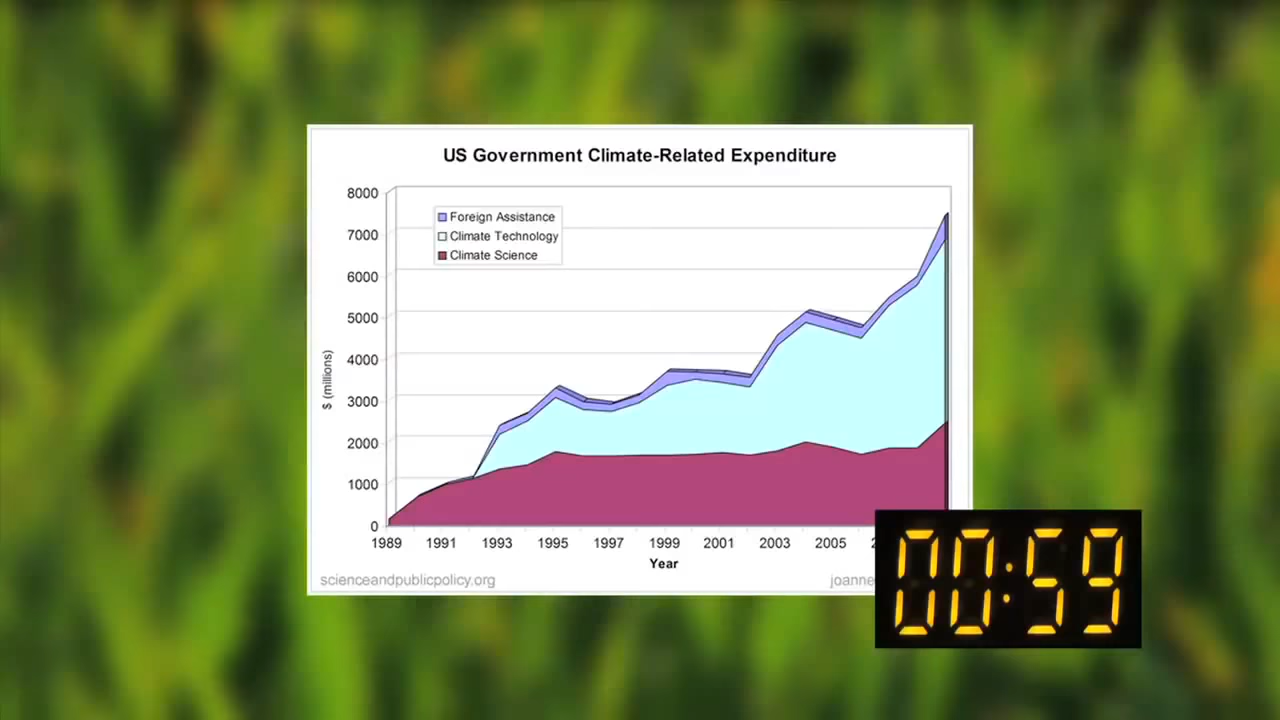 US Government Climate-Related Expenditure
8000
7000
6000
5000
4000
3000
2000
1000
0
$ (millions)
Foreign Assistance
Climate Technology
Climate Science
1989 1991 1993 1995 1997 1999 2001 2003 2005
Year
scienceandpublicpolicy.org
00:59